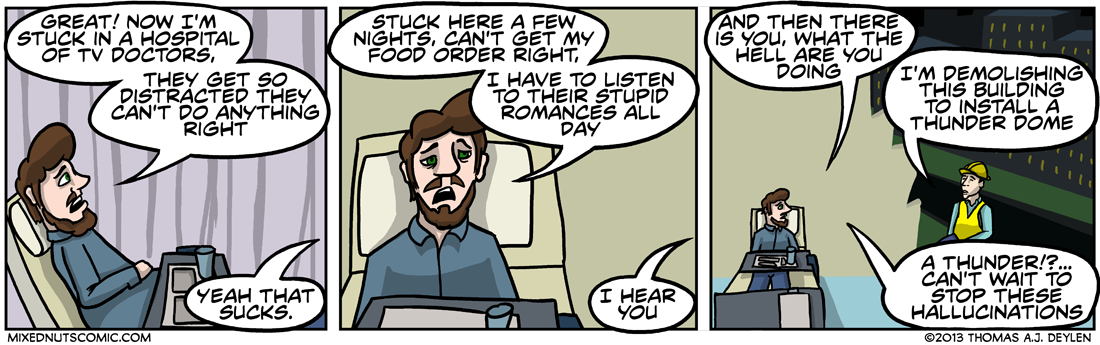 GREAT! NOW I'M
STUCK IN A HOSPITAL
OF TV DOCTORS,
THEY GET SO
DISTRACTED THEY
CAN'T DO ANYTHING
RIGHT
YEAH THAT
SUCKS.
STUCK HERE A FEW
NIGHTS, CAN'T GET MY
FOOD ORDER RIGHT,
I HAVE TO LISTEN
TO THEIR STUPID
ROMANCES ALL
DAY
I HEAR
YOU
AND THEN THERE
IS YOU, WHAT THE
HELL ARE YOU
DOING
I'M DEMOLISHING
THIS BUILDING
TO INSTALL A
THUNDER DOME
A THUNDER!?...
CAN'T WAIT TO
STOP THESE
HALLUCINATIONS
MIXEDNUTSCOMIC.COM
©2013 THOMAS A.J. DEYLEN